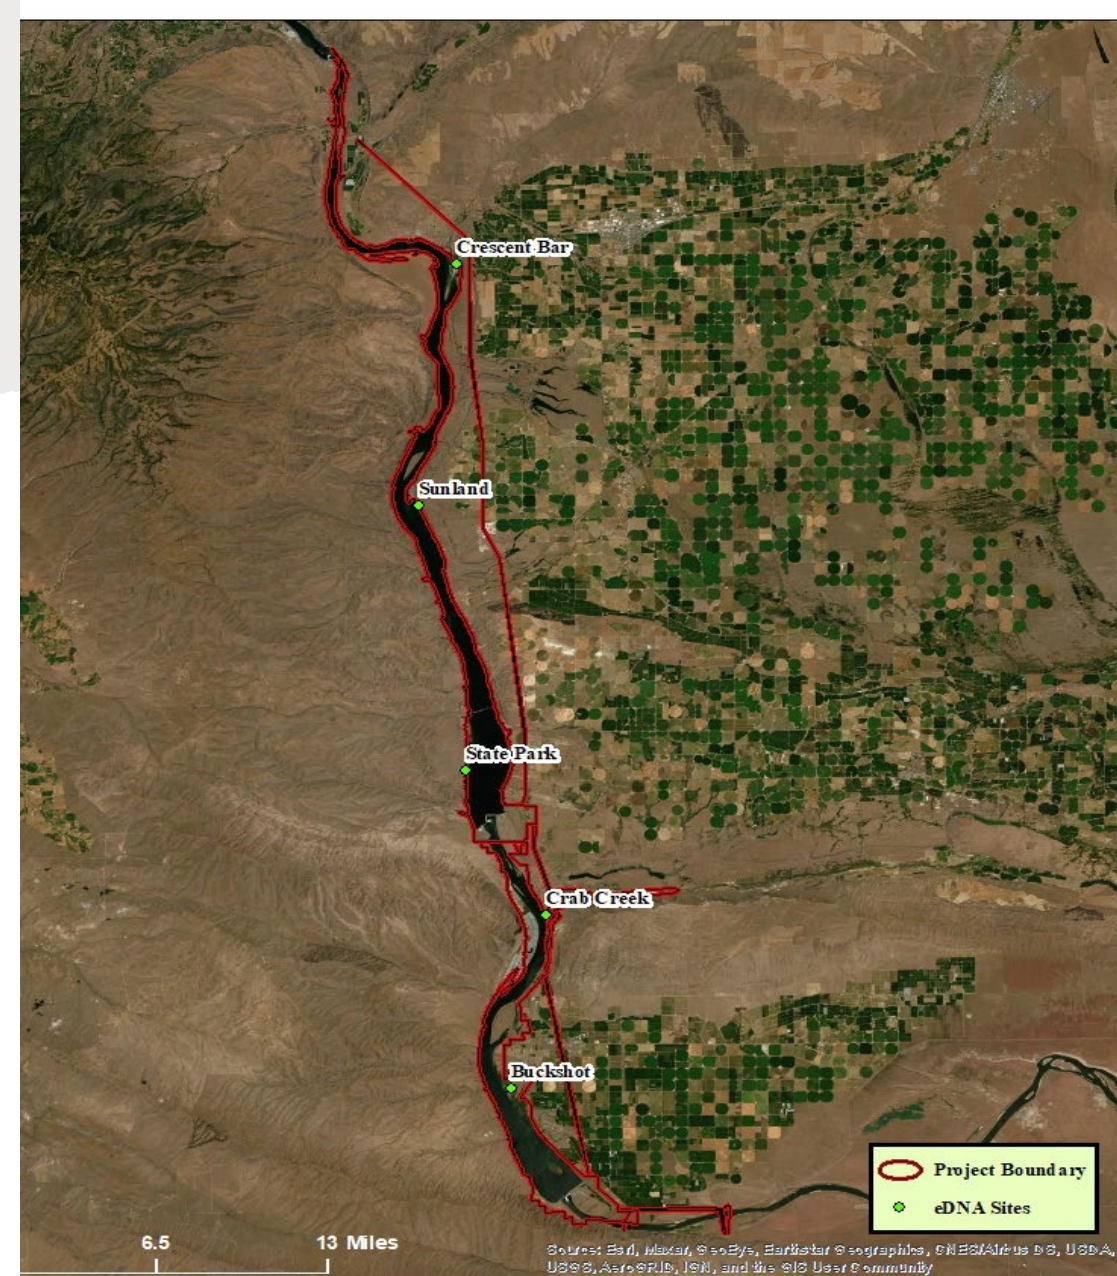 Crescent Bar
Sunland
State Park
Crab Creek
Buckshot
Project Boundary
eDNA Sites
6.5 13 Miles
Source: Esri, Maxar, GeoEye, Earthstar Geographics, CNES/Airbus DS, USDA,
USGS, AeroGRID, IGN, and the GIS User Community